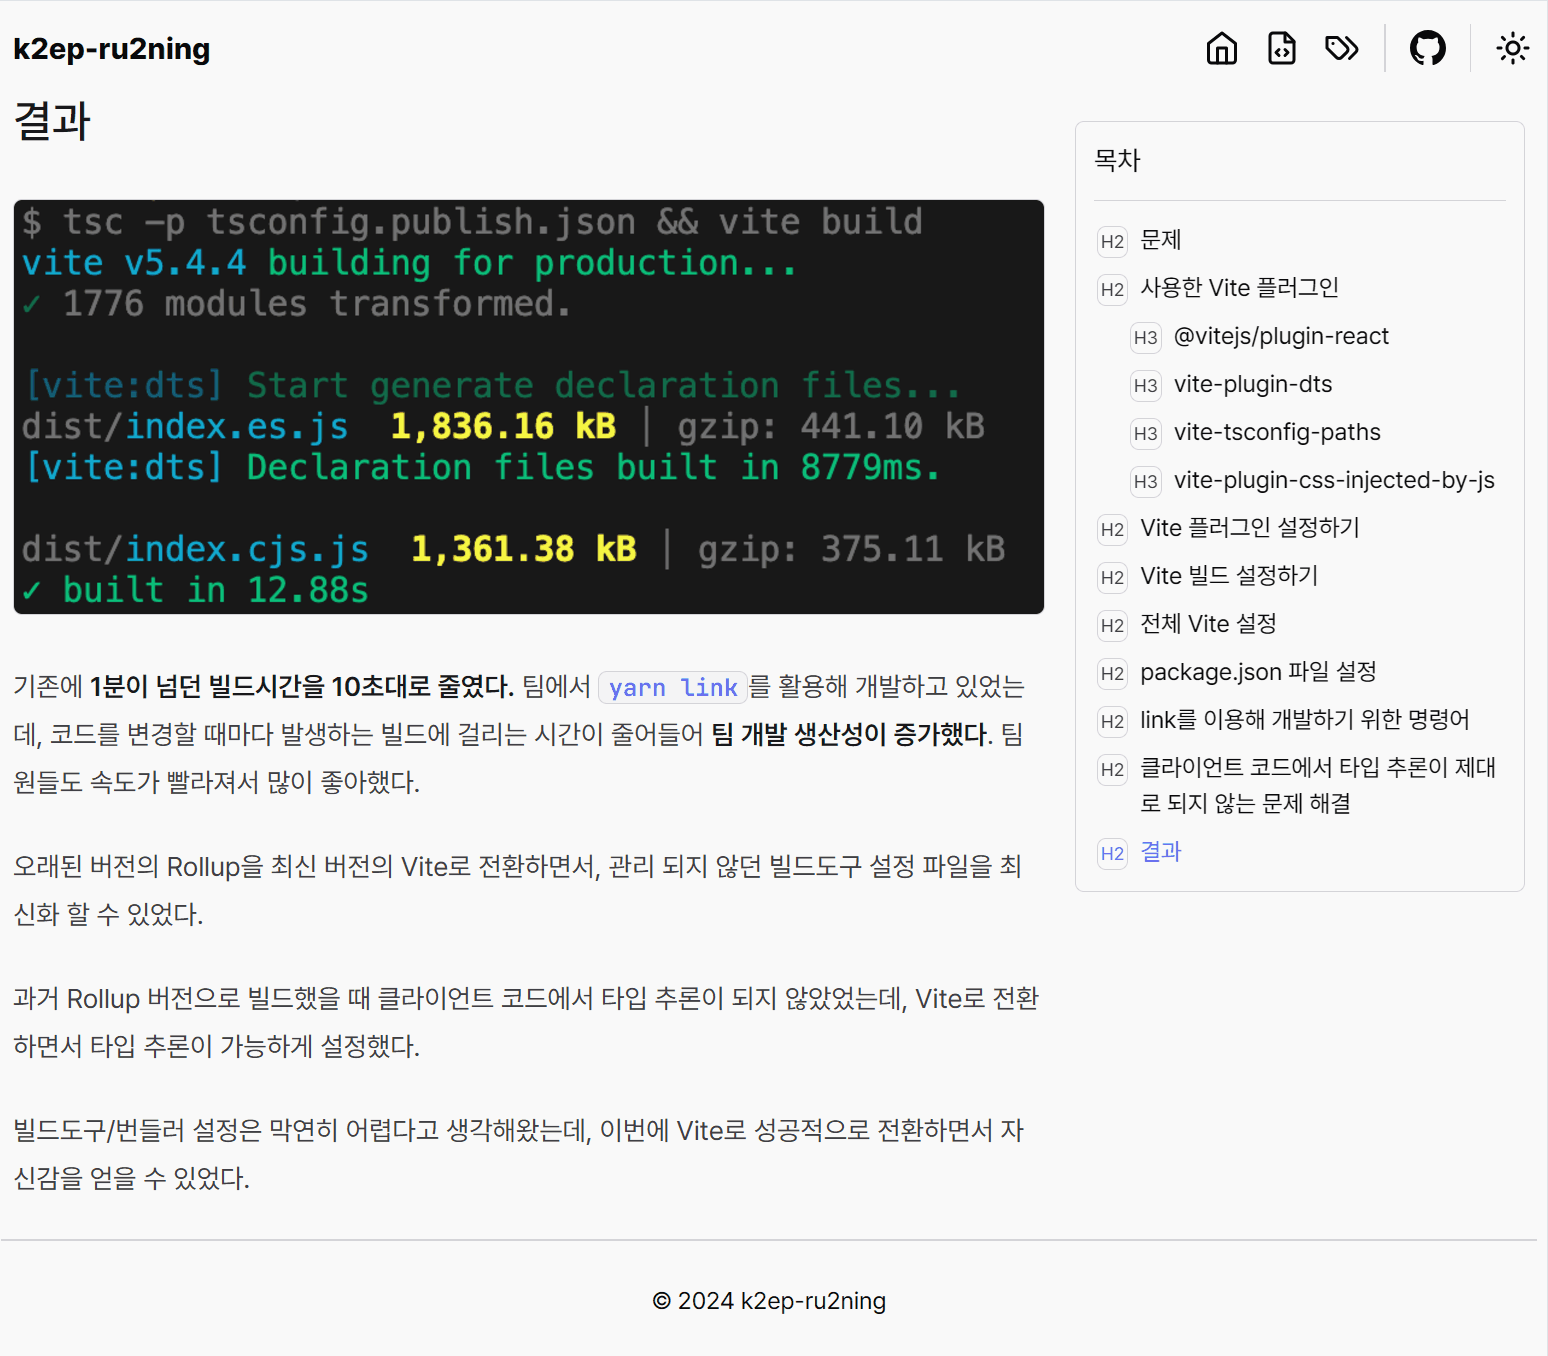 k2ep-ru2ning
결과
$ tsc -p tsconfig.publish.json && vite build
vite v5.4.4 building for production...
✓ 1776 modules transformed.
[vite:dts] Start generate declaration files...
dist/index.es.js  1,836.16 kB │ gzip: 441.10 kB
[vite:dts] Declaration files built in 8779ms.
dist/index.cjs.js  1,361.38 kB │ gzip: 375.11 kB
✓ built in 12.88s
기존에 1분이 넘던 빌드시간을 10초대로 줄였다. 팀에서 yarn link를 활용해 개발하고 있었는
데, 코드를 변경할 때마다 발생하는 빌드에 걸리는 시간이 줄어들어 팀 개발 생산성이 증가했다. 팀
원들도 속도가 빨라져서 많이 좋아했다.
오래된 버전의 Rollup을 최신 버전의 Vite로 전환하면서, 관리 되지 않던 빌드도구 설정 파일을 최
신화 할 수 있었다.
과거 Rollup 버전으로 빌드했을 때 클라이언트 코드에서 타입 추론이 되지 않았었는데, Vite로 전환
하면서 타입 추론이 가능하게 설정했다.
빌드도구/번들러 설정은 막연히 어렵다고 생각해왔는데, 이번에 Vite로 성공적으로 전환하면서 자
신감을 얻을 수 있었다.
목차
H2 문제
H2 사용한 Vite 플러그인
H3 @vitejs/plugin-react
H3 vite-plugin-dts
H3 vite-tsconfig-paths
H3 vite-plugin-css-injected-by-js
H2 Vite 플러그인 설정하기
H2 Vite 빌드 설정하기
H2 전체 Vite 설정
H2 package.json 파일 설정
H2 link를 이용해 개발하기 위한 명령어
H2 클라이언트 코드에서 타입 추론이 제대
로 되지 않는 문제 해결
H2 결과
© 2024 k2ep-ru2ning